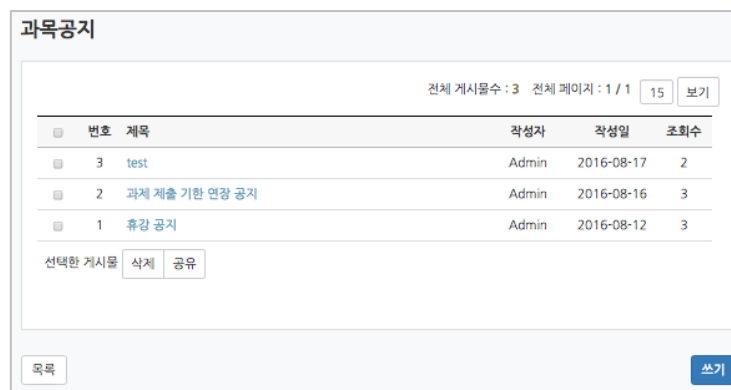 과목공지
전체 게시물수 : 3 전체 페이지 : 1 / 1 15 보기
번호 제목 작성자 작성일 조회수
3 test Admin 2016-08-17 2
2 과제 제출 기한 연장 공지 Admin 2016-08-16 3
1 휴강 공지 Admin 2016-08-12 3
선택한 게시물 삭제 공유
목록 쓰기